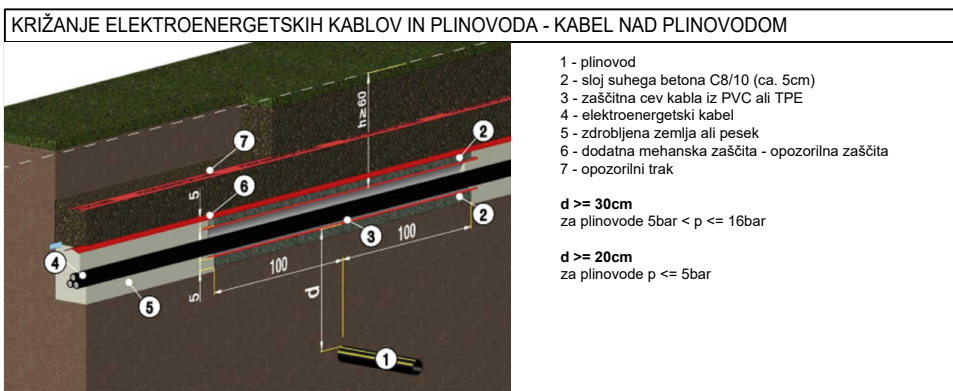 KRIŽANJE ELEKTROENERGETSKIH KABLOV IN PLINOVODA - KABEL NAD PLINOVODOM
1 - plinovod
2 - sloj suhega betona C8/10 (ca. 5cm)
3 - zaščitna cev kabla iz PVC ali TPE
4 - elektroenergetski kabel
5 - zdrobljena zemlja ali pesek
6 - dodatna mehanska zaščita - opozorilna zaščita
7 - opozorilni trak
d >= 30cm
za plinovode 5bar < p <= 16bar
d >= 20cm
za plinovode p <= 5bar
h≥60
7
2
6
5
2
3
100
100
4
5
5
d
1